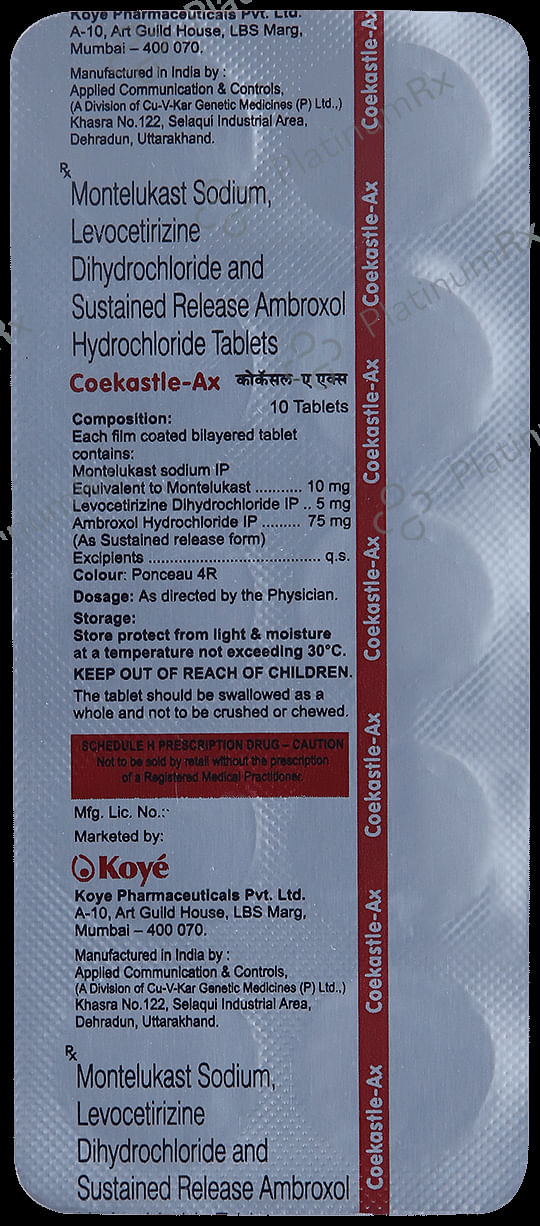 Koye Pharmaceuticals Pvt. Ltd.
A-10, Art Guild House, LBS Marg,
Mumbai – 400 070.
Manufactured in India by :
Applied Communication & Controls,
(A Division of Cu-V-Kar Genetic Medicines (P) Ltd.,)
Khasra No.122, Selaqui Industrial Area,
Dehradun, Uttarakhand.
Rx
Montelukast Sodium,
Levocetirizine
Dihydrochloride and
Sustained Release Ambroxol
Hydrochloride Tablets
Coekastle-Ax कोकॅसल-ए एक्स
10 Tablets
Composition:
Each film coated bilayered tablet
contains:
Montelukast sodium IP
Equivalent to Montelukast ........... 10 mg
Levocetirizine Dihydrochloride IP .. 5 mg
Ambroxol Hydrochloride IP ......... 75 mg
(As Sustained release form)
Excipients ..................................... q.s.
Colour: Ponceau 4R
Dosage: As directed by the Physician.
Storage:
Store protect from light & moisture
at a temperature not exceeding 30°C.
KEEP OUT OF REACH OF CHILDREN.
The tablet should be swallowed as a
whole and not to be crushed or chewed.
SCHEDULE H PRESCRIPTION DRUG – CAUTION
Not to be sold by retail without the prescription
of a Registered Medical Practitioner.
Mfg. Lic. No.:
Marketed by:
Koyé
Koye Pharmaceuticals Pvt. Ltd.
A-10, Art Guild House, LBS Marg,
Mumbai – 400 070.
Manufactured in India by :
Applied Communication & Controls,
(A Division of Cu-V-Kar Genetic Medicines (P) Ltd.,)
Khasra No.122, Selaqui Industrial Area,
Dehradun, Uttarakhand.
Rx
Montelukast Sodium,
Levocetirizine
Dihydrochloride and
Sustained Release Ambroxol
Coekastle-Ax
Coekastle-Ax
Coekastle-Ax
Coekastle-Ax
Coekastle-Ax
Coekastle-Ax
Coekastle-Ax
PlatinumRx
PlatinumRx